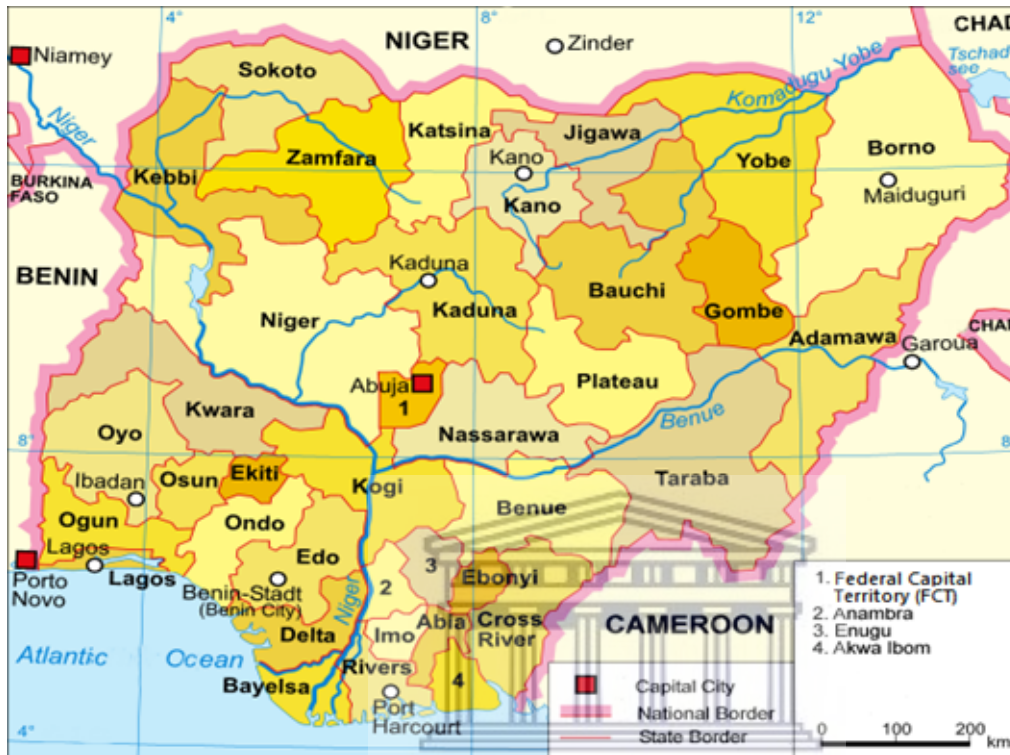 4°
8°
12°
CHAD
NIGER
Zinder
Niamey
Tschad
see
Sokoto
Komadugu Yobe
Niger
Katsina
Jigawa
Zamfara
Kano
Yobe
Borno
Kebbi
BURKINA
FASO
Kano
Maiduguri
BENIN
Kaduna
Bauchi
Niger
Kaduna
Gombe
Adamawa
CHAD
Garoua
Abuja
1
Plateau
Kwara
Benue
Oyo
Nassarawa
8°
8°
Ibadan
Osun
Ekiti
Kogi
Taraba
Benue
Ogun
Ondo
Lagos
Edo
Lagos
Porto
Novo
3
Ebonyi
2
Benin-Stadt
(Benin City)
Niger
Abia
Cross
River
CAMEROON
Delta
Imo
Atlantic Ocean
Rivers
4
Bayelsa
Port
Harcourt
4°
1. Federal Capital
Territory (FCT)
2. Anambra
3. Enugu
4. Akwa Ibom
Capital City
National Border
State Border
0 100 200
km